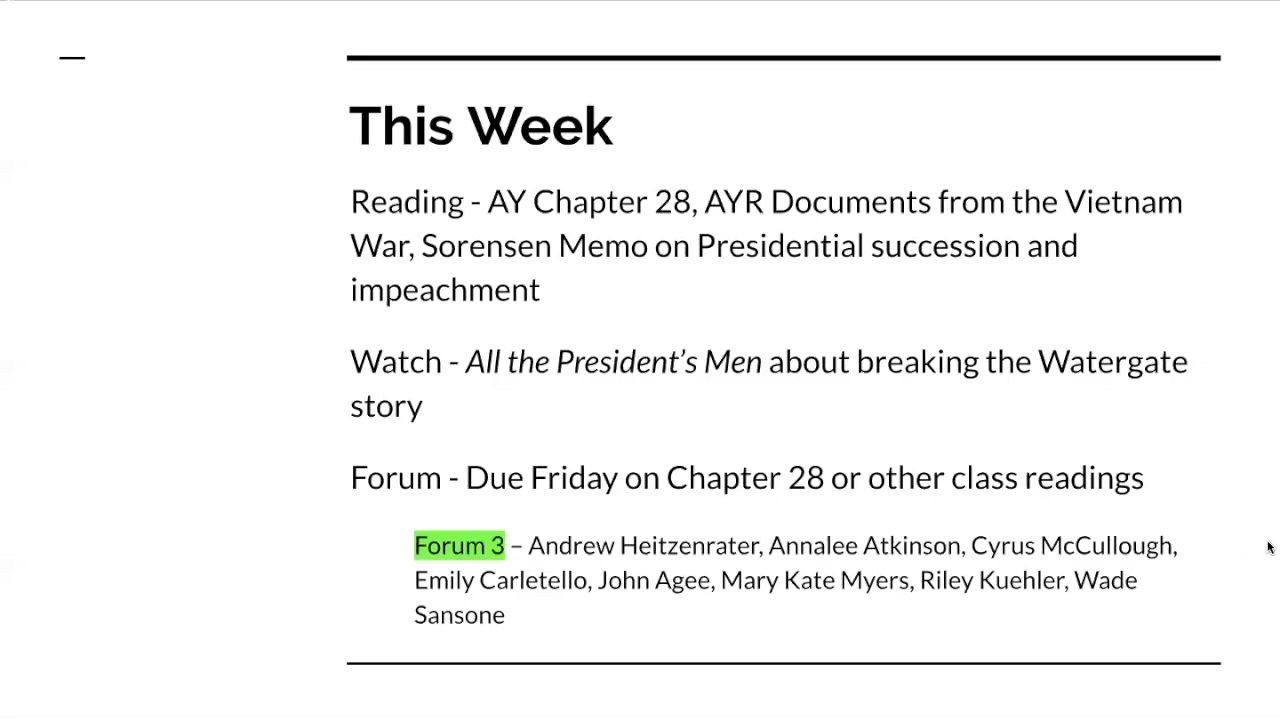 This Week
Reading - AY Chapter 28, AYR Documents from the Vietnam
War, Sorensen Memo on Presidential succession and
impeachment
Watch - All the President’s Men about breaking the Watergate
story
Forum - Due Friday on Chapter 28 or other class readings
Forum 3 – Andrew Heitzenrater, Annalee Atkinson, Cyrus McCullough,
Emily Carletello, John Agee, Mary Kate Myers, Riley Kuehler, Wade
Sansone